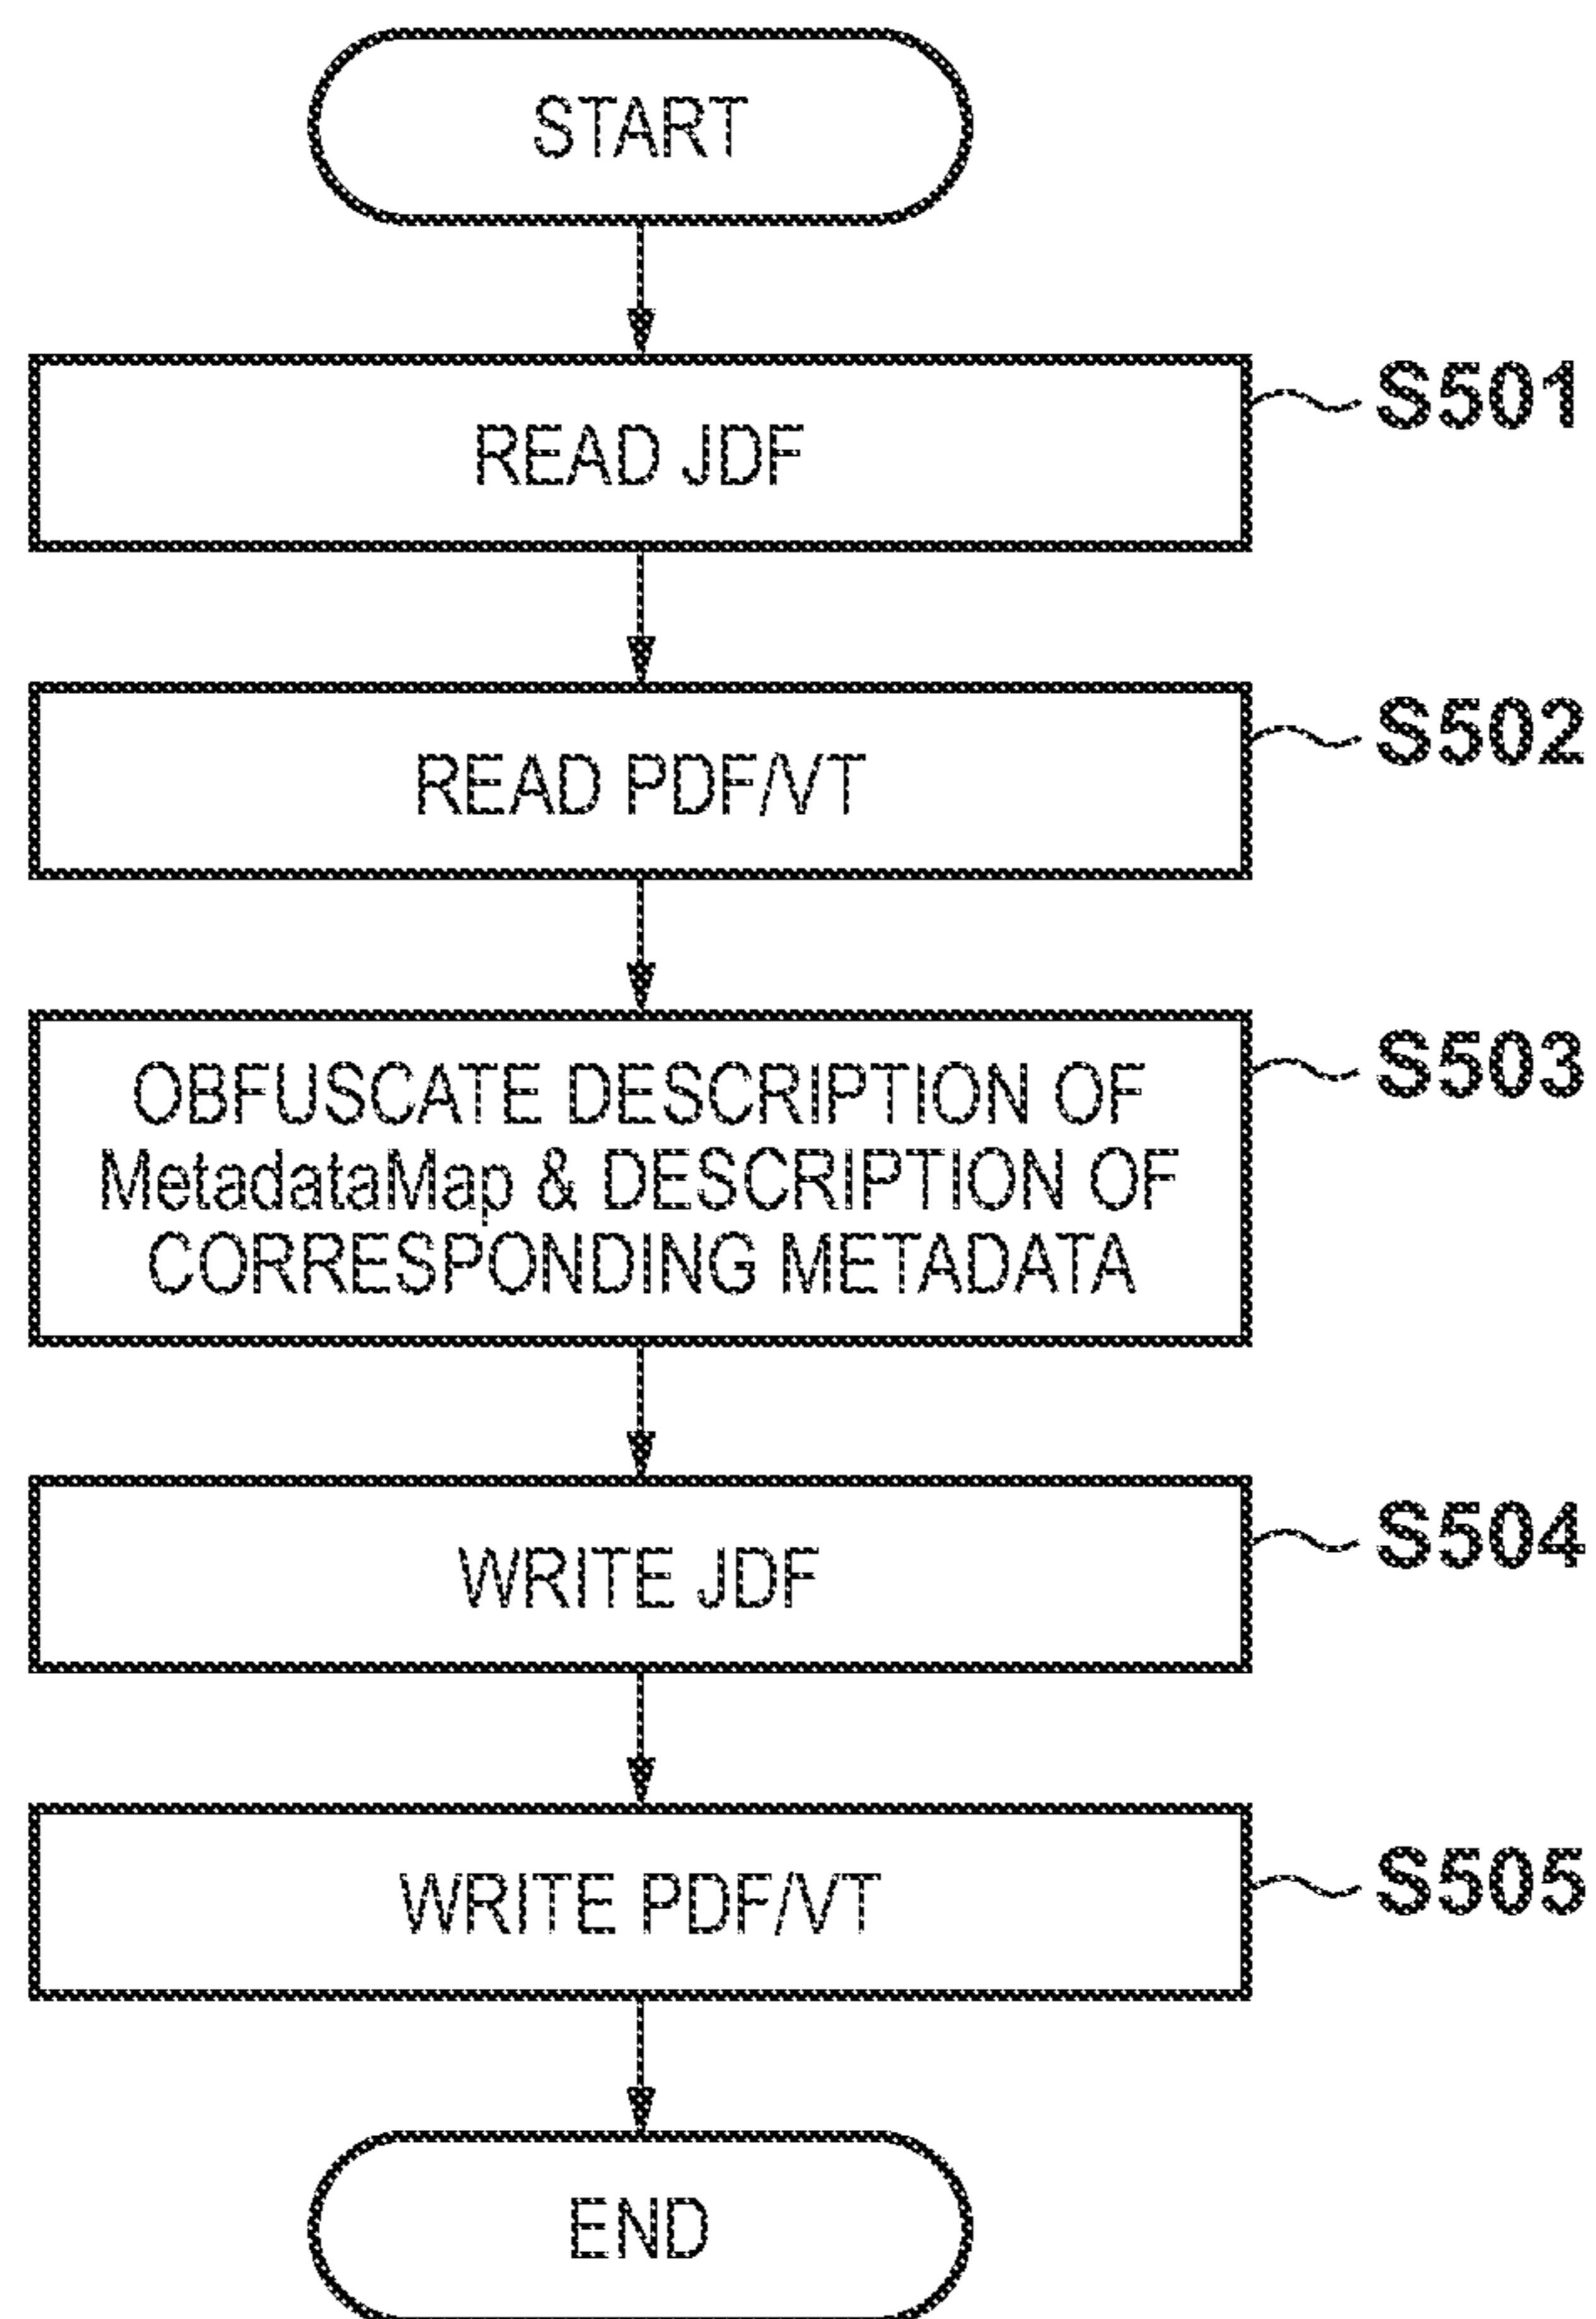 START
READ JDF
S501
READ PDF/VT
S502
OBFUSCATE DESCRIPTION OF
MetadataMap & DESCRIPTION OF
CORRESPONDING METADATA
S503
WRITE JDF
S504
WRITE PDF/VT
S505
END